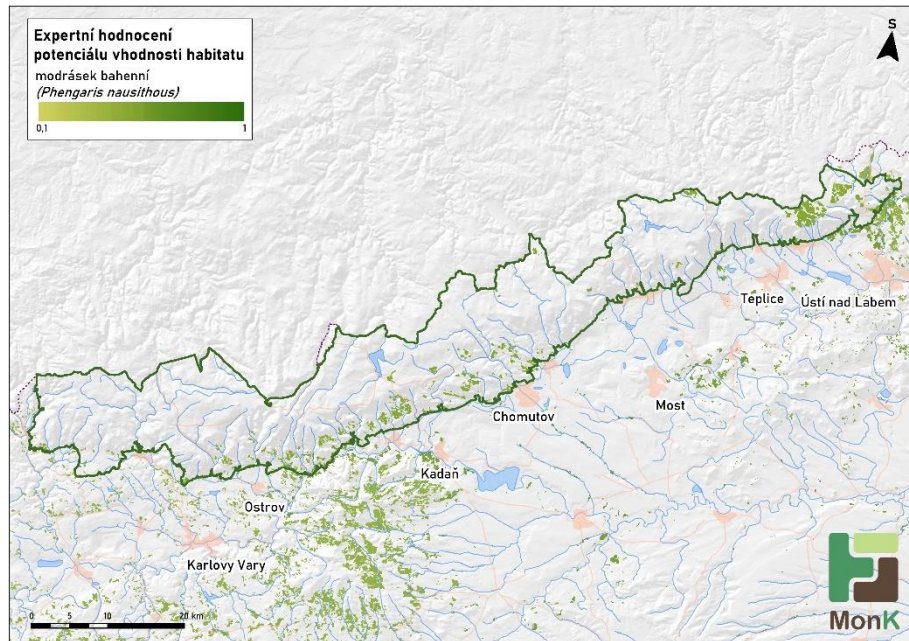 Expertní hodnocení
potenciálu vhodnosti habitatu
modrásek bahenní
(Phengaris nausithous)
0,1 1
S
Teplice
Ústí nad Labem
Most
Chomutov
Kadaň
Ostrov
Karlovy Vary
0 5 10 20 km
MonK